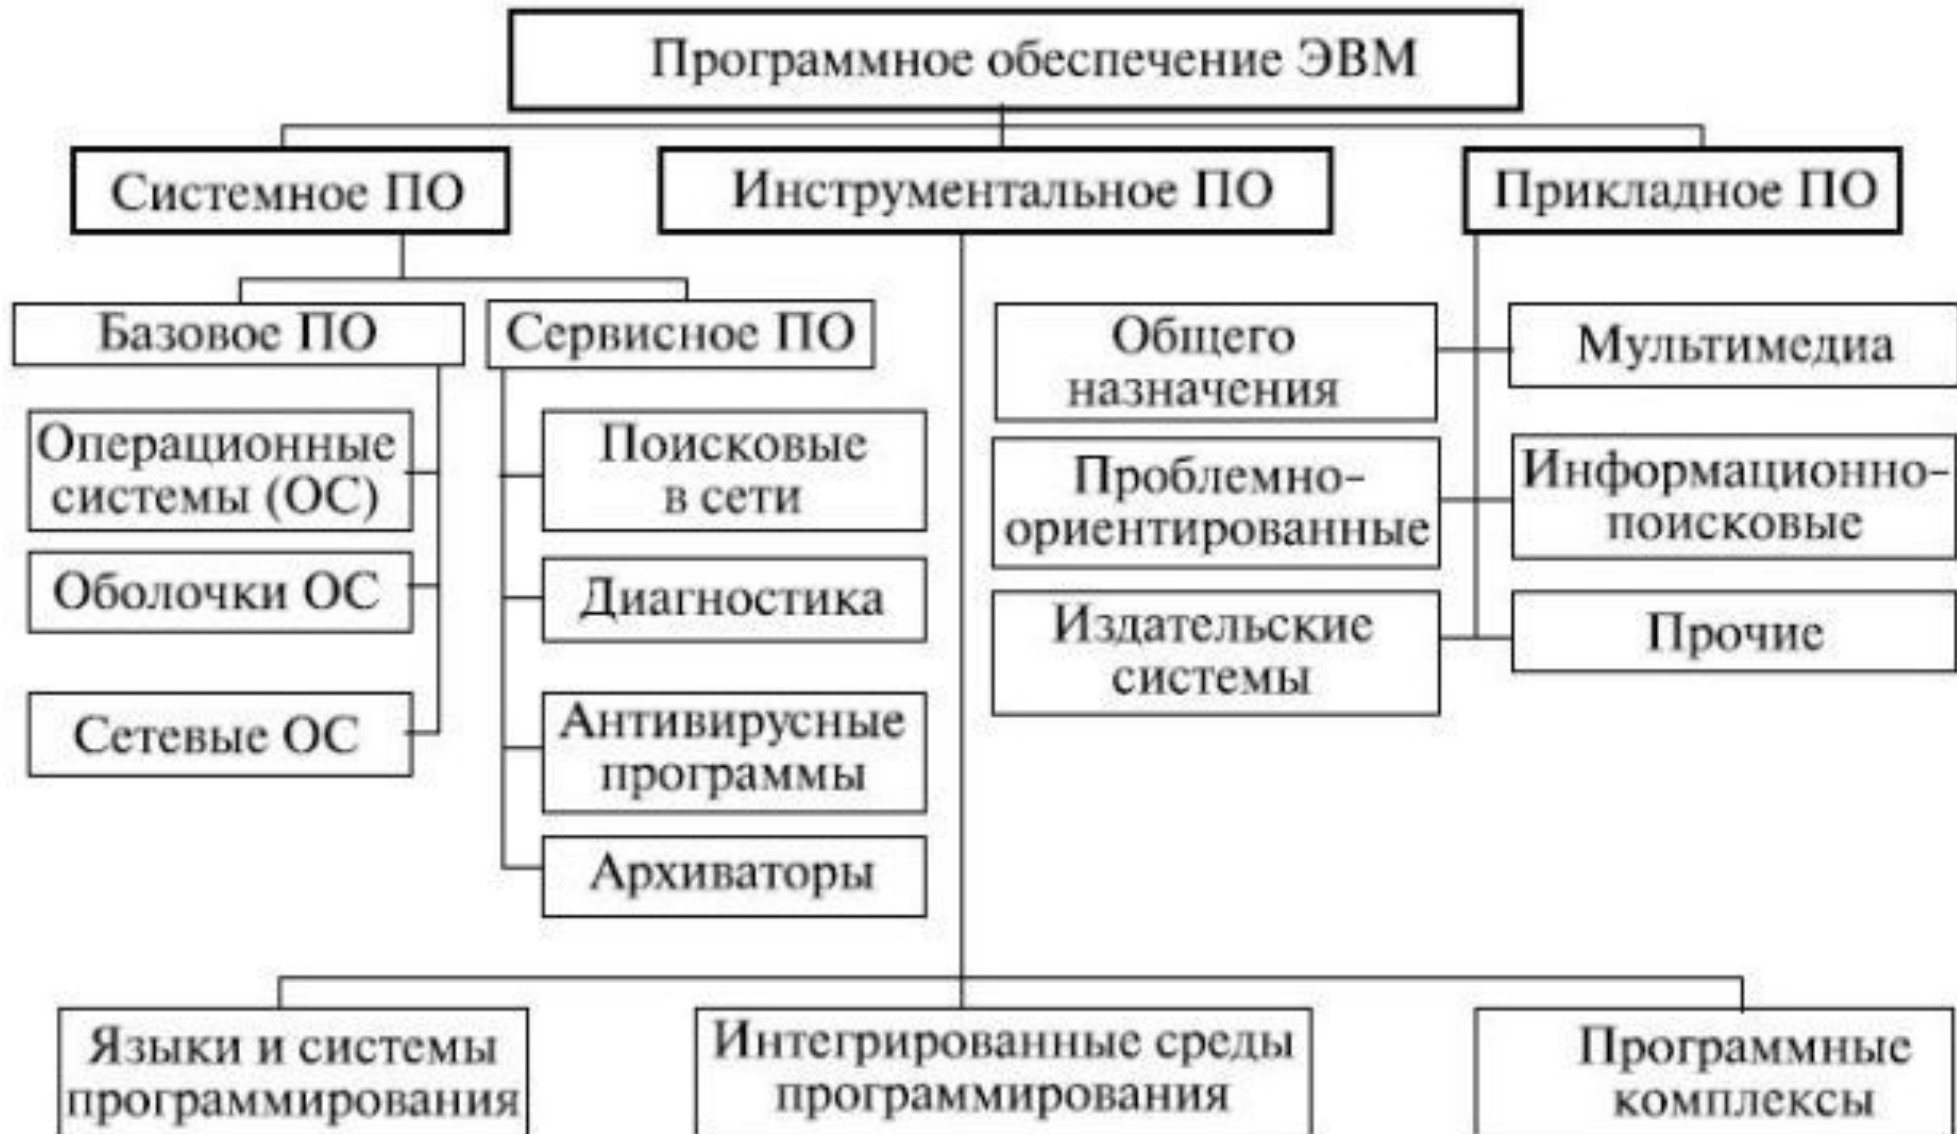 Программное обеспечение ЭВМ
Системное ПО
Инструментальное ПО
Прикладное ПО
Базовое ПО
Сервисное ПО
Операционные
системы (ОС)
Оболочки ОС
Сетевые ОС
Поисковые
в сети
Диагностика
Антивирусные
программы
Архиваторы
Общего
назначения
Проблемно-
ориентированные
Издательские
системы
Мультимедиа
Информационно-
поисковые
Прочие
Языки и системы
программирования
Интегрированные среды
программирования
Программные
комплексы